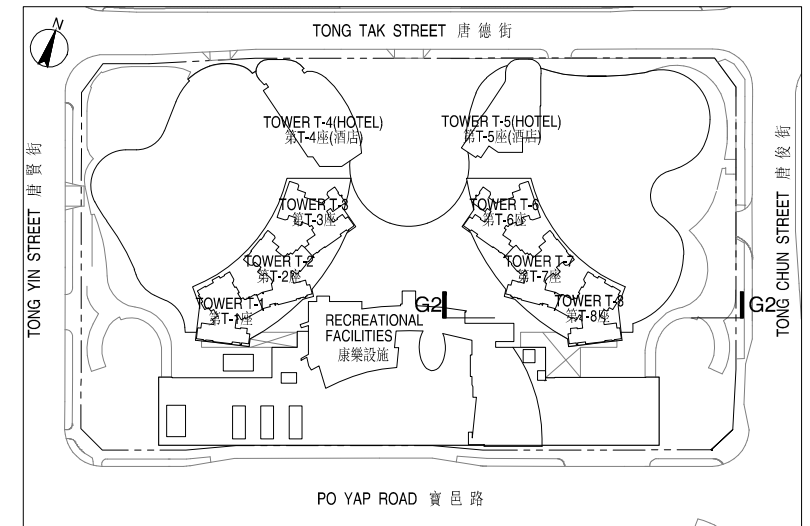 N
TONG TAK STREET 唐德街
TOWER T-4(HOTEL)
第T-4座(酒店)
TOWER T-5(HOTEL)
第T-5座(酒店)
TONG YIN STREET 唐賢街
TONG CHUN STREET 唐俊街
TOWER T-3
第T-3座
TOWER T-6
第T-6座
TOWER T-2
第T-2座
TOWER T-7
第T-7座
TOWER T-1
第T-1座
TOWER T-8
第T-8座
G2
G2
RECREATIONAL
FACILITIES
康樂設施
PO YAP ROAD 寶邑路